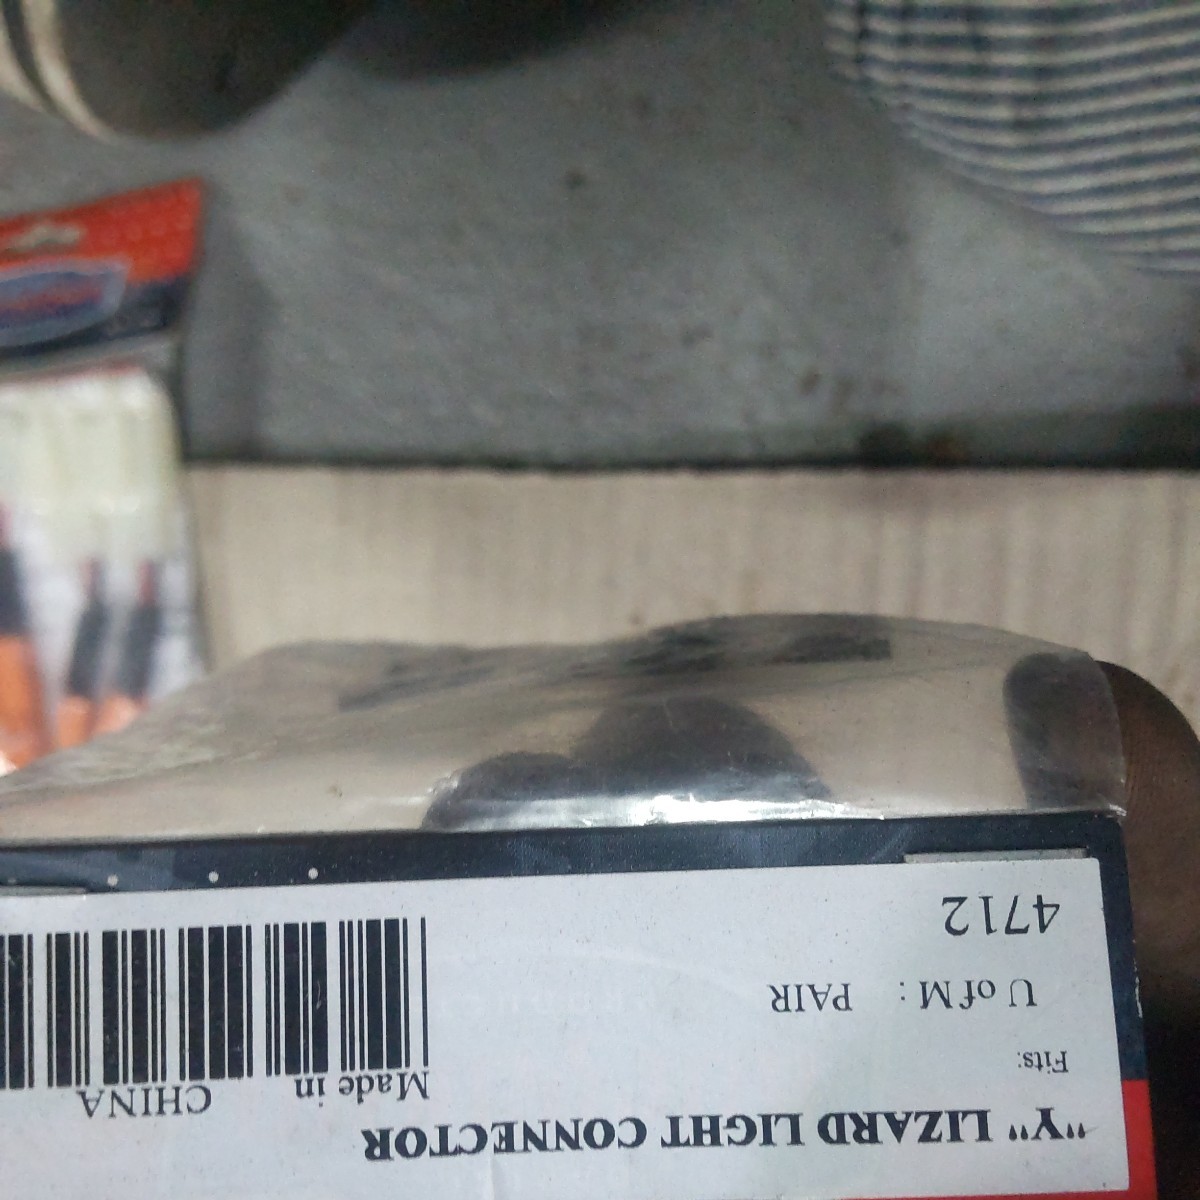 "Y" LIZARD LIGHT CONNECTOR
Fits:
U of M : PAIR
4712
Made in CHINA